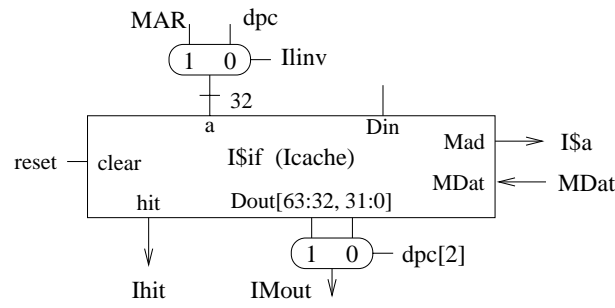 MAR dpc
1 0 Ilinv
32
a Din
I$if (Icache) Mad I$a
reset clear
MDat MDat
hit Dout[63:32, 31:0]
1 0 dpc[2]
Ihit IMout